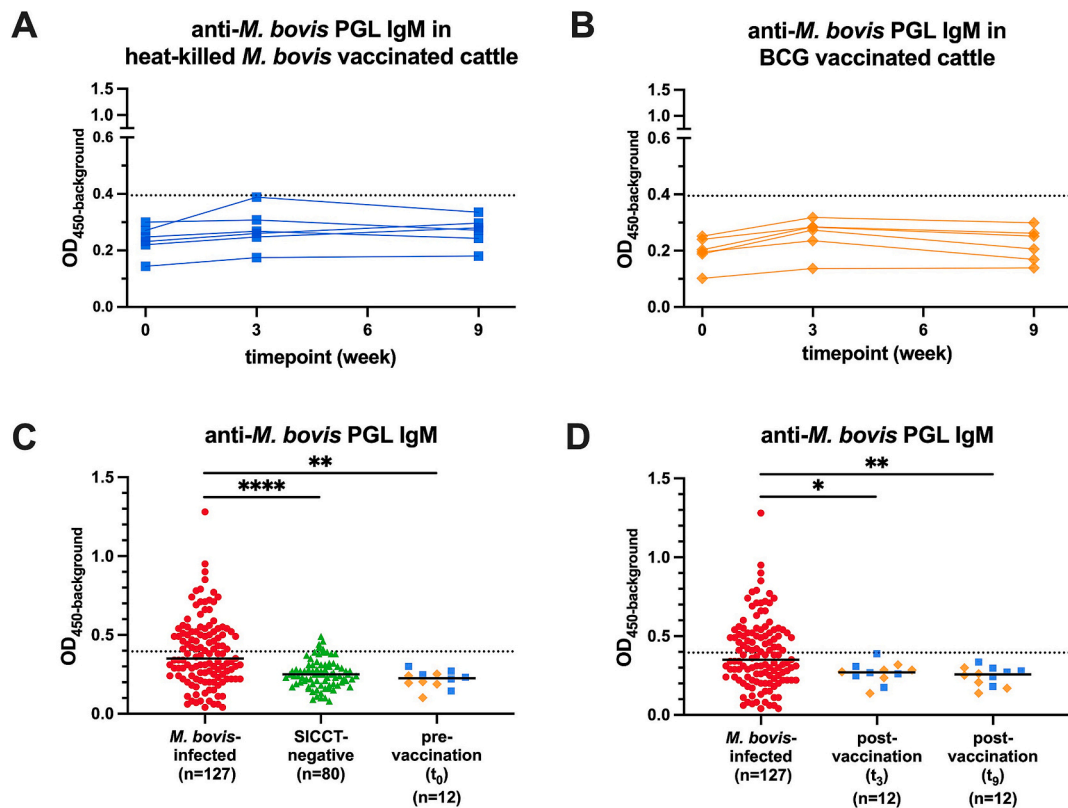 A
anti-M. bovis PGL IgM in
heat-killed M. bovis vaccinated cattle
1.5
1.0
0.6
0.4
0.2
0.0
OD450-background
0 3 6 9
timepoint (week)
B
anti-M. bovis PGL IgM in
BCG vaccinated cattle
1.5
1.0
0.6
0.4
0.2
0.0
OD450-background
0 3 6 9
timepoint (week)
C
anti-M. bovis PGL IgM
**
****
1.5
1.0
0.5
0.0
OD450-background
M. bovis-
infected
(n=127)
SICCT-
negative
(n=80)
pre-
vaccination
(t0)
(n=12)
D
anti-M. bovis PGL IgM
**
*
1.5
1.0
0.5
0.0
OD450-background
M. bovis-
infected
(n=127)
post-
vaccination
(t3)
(n=12)
post-
vaccination
(t9)
(n=12)